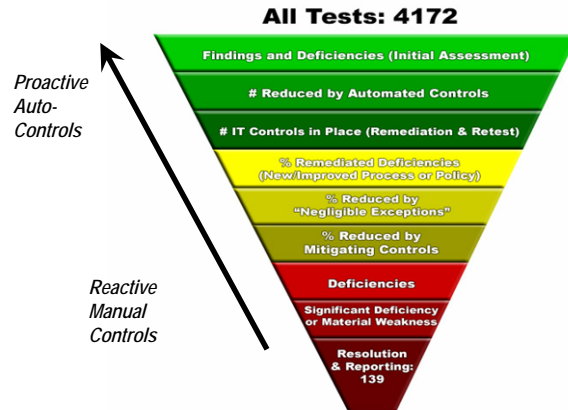 All Tests: 4172
Findings and Deficiencies (Initial Assessment)
# Reduced by Automated Controls
# IT Controls in Place (Remediation & Retest)
% Remediated Deficiencies
(New/Improved Process or Policy)
% Reduced by
"Negligible Exceptions"
% Reduced by
Mitigating Controls
Deficiencies
Significant Deficiency
or Material Weakness
Resolution
& Reporting:
139
Proactive
Auto-
Controls
Reactive
Manual
Controls